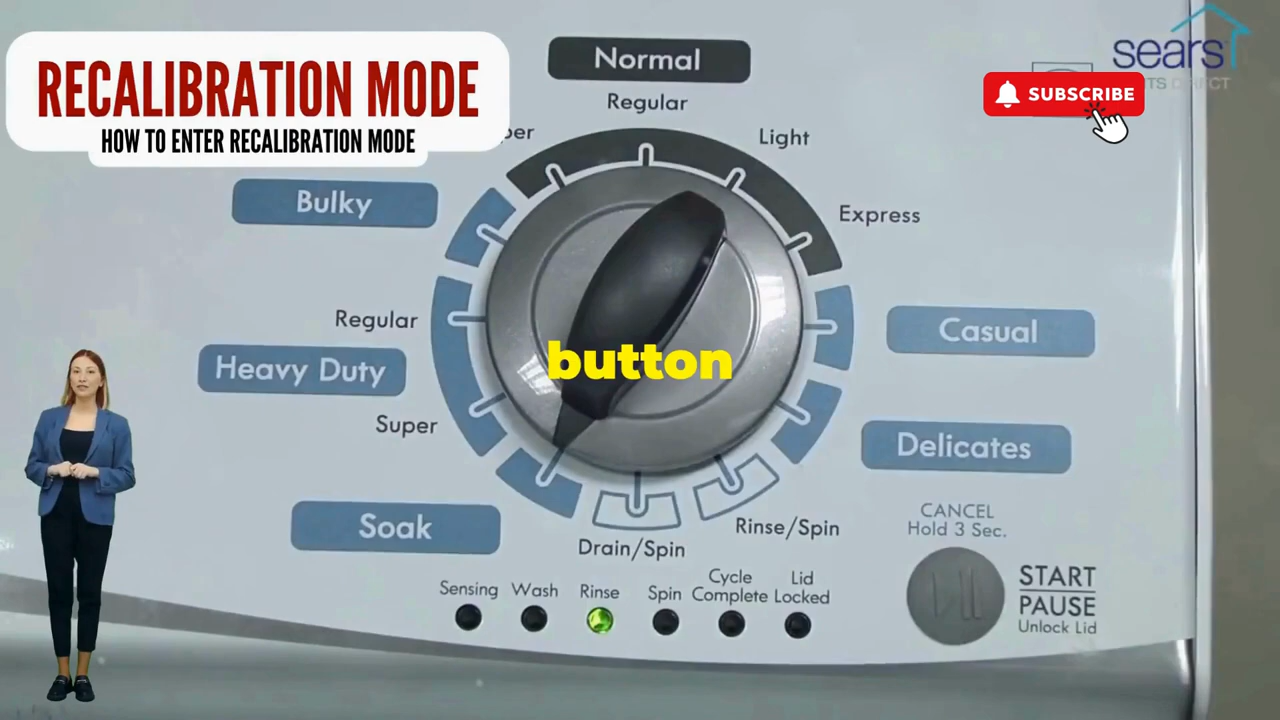 RECALIBRATION MODE
HOW TO ENTER RECALIBRATION MODE
sears
SUBSCRIBE
Normal
Regular
Light
Express
Bulky
Regular
Heavy Duty
Super
Casual
Delicates
button
Soak
Rinse/Spin
Drain/Spin
CANCEL
Hold 3 Sec.
Sensing
Wash
Rinse
Spin
Cycle
Complete
Lid
Locked
START
PAUSE
Unlock Lid